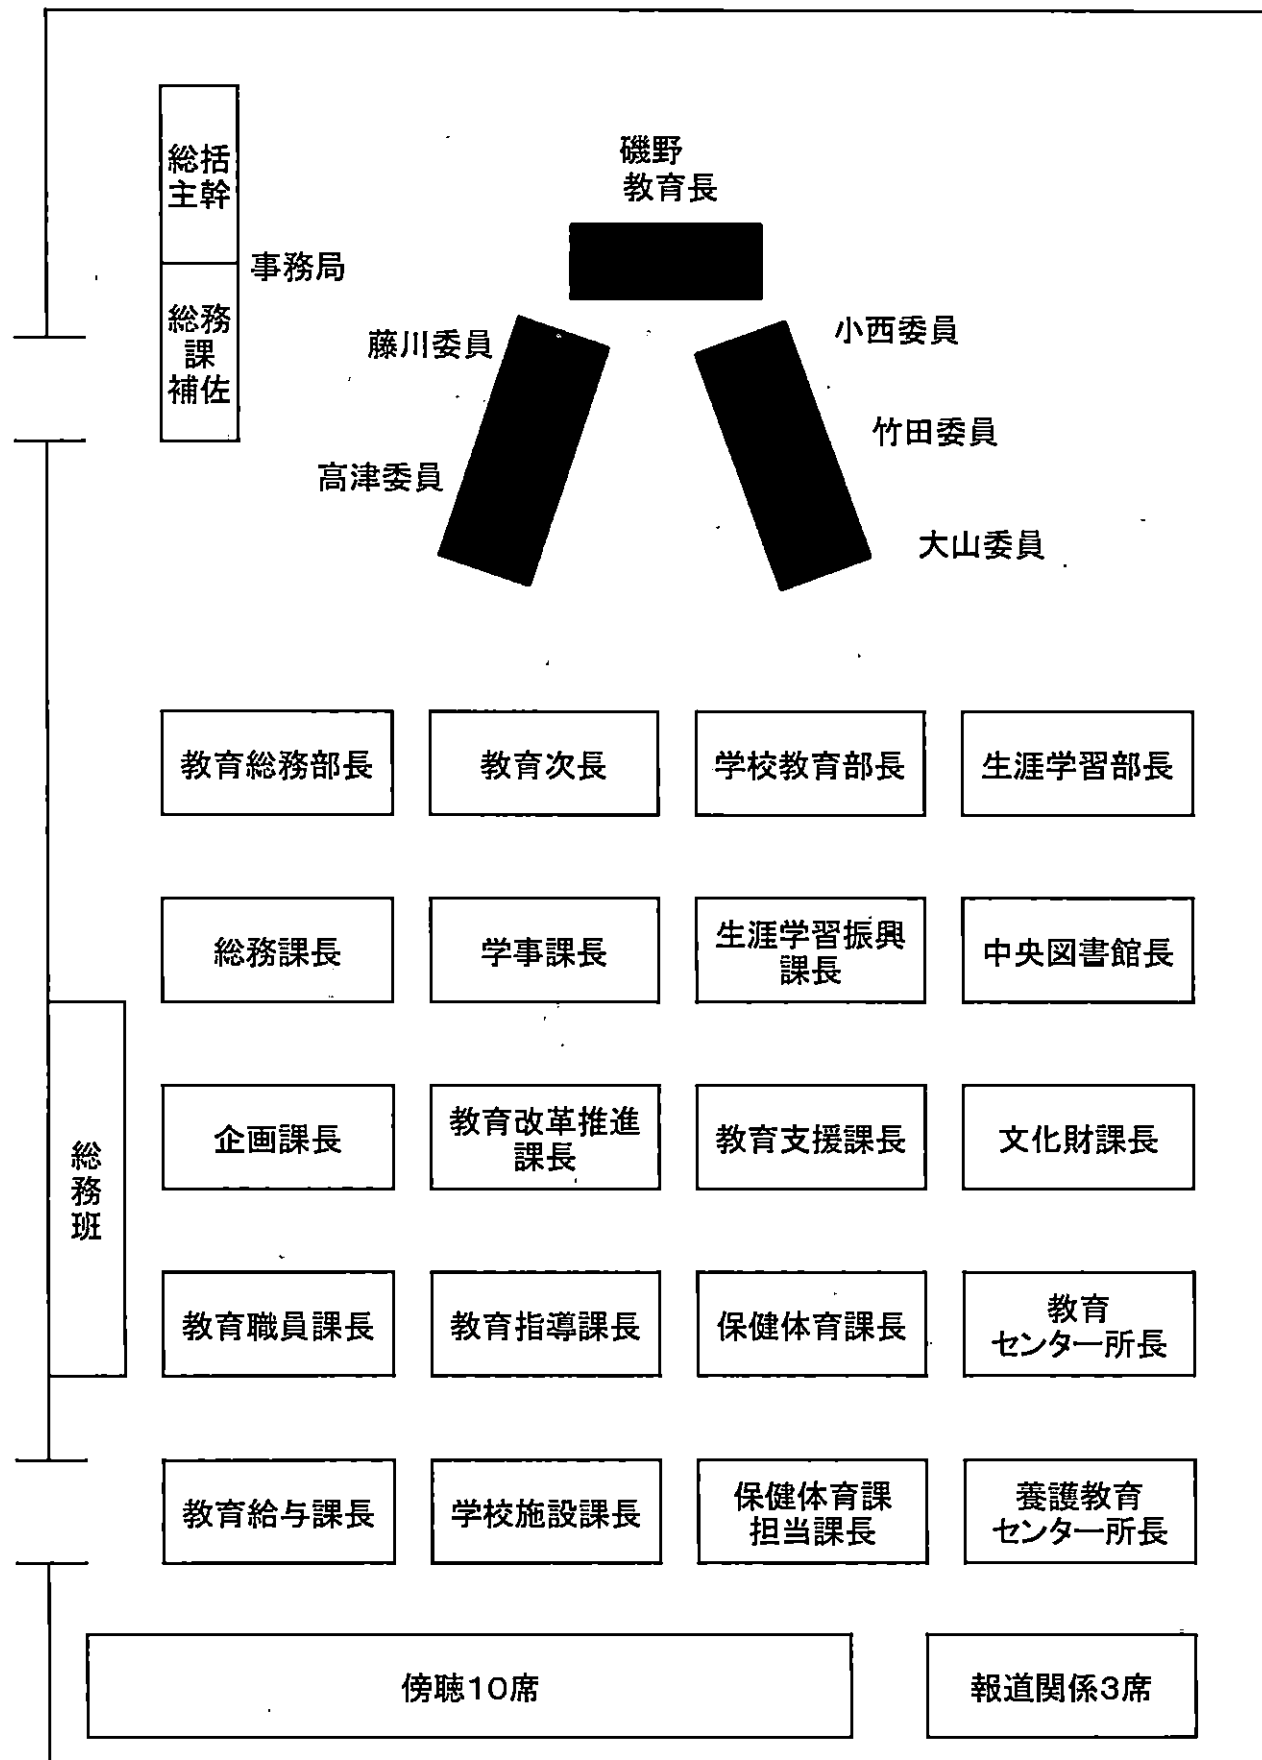 総括
主幹
事務局
総務
課
補佐
磯野
教育長
藤川委員
高津委員
小西委員
竹田委員
大山委員
教育総務部長
教育次長
学校教育部長
生涯学習部長
総務課長
学事課長
生涯学習振興
課長
中央図書館長
総務班
企画課長
教育改革推進
課長
教育支援課長
文化財課長
教育職員課長
教育指導課長
保健体育課長
教育
センター所長
教育給与課長
学校施設課長
保健体育課
担当課長
養護教育
センター所長
傍聴10席
報道関係3席